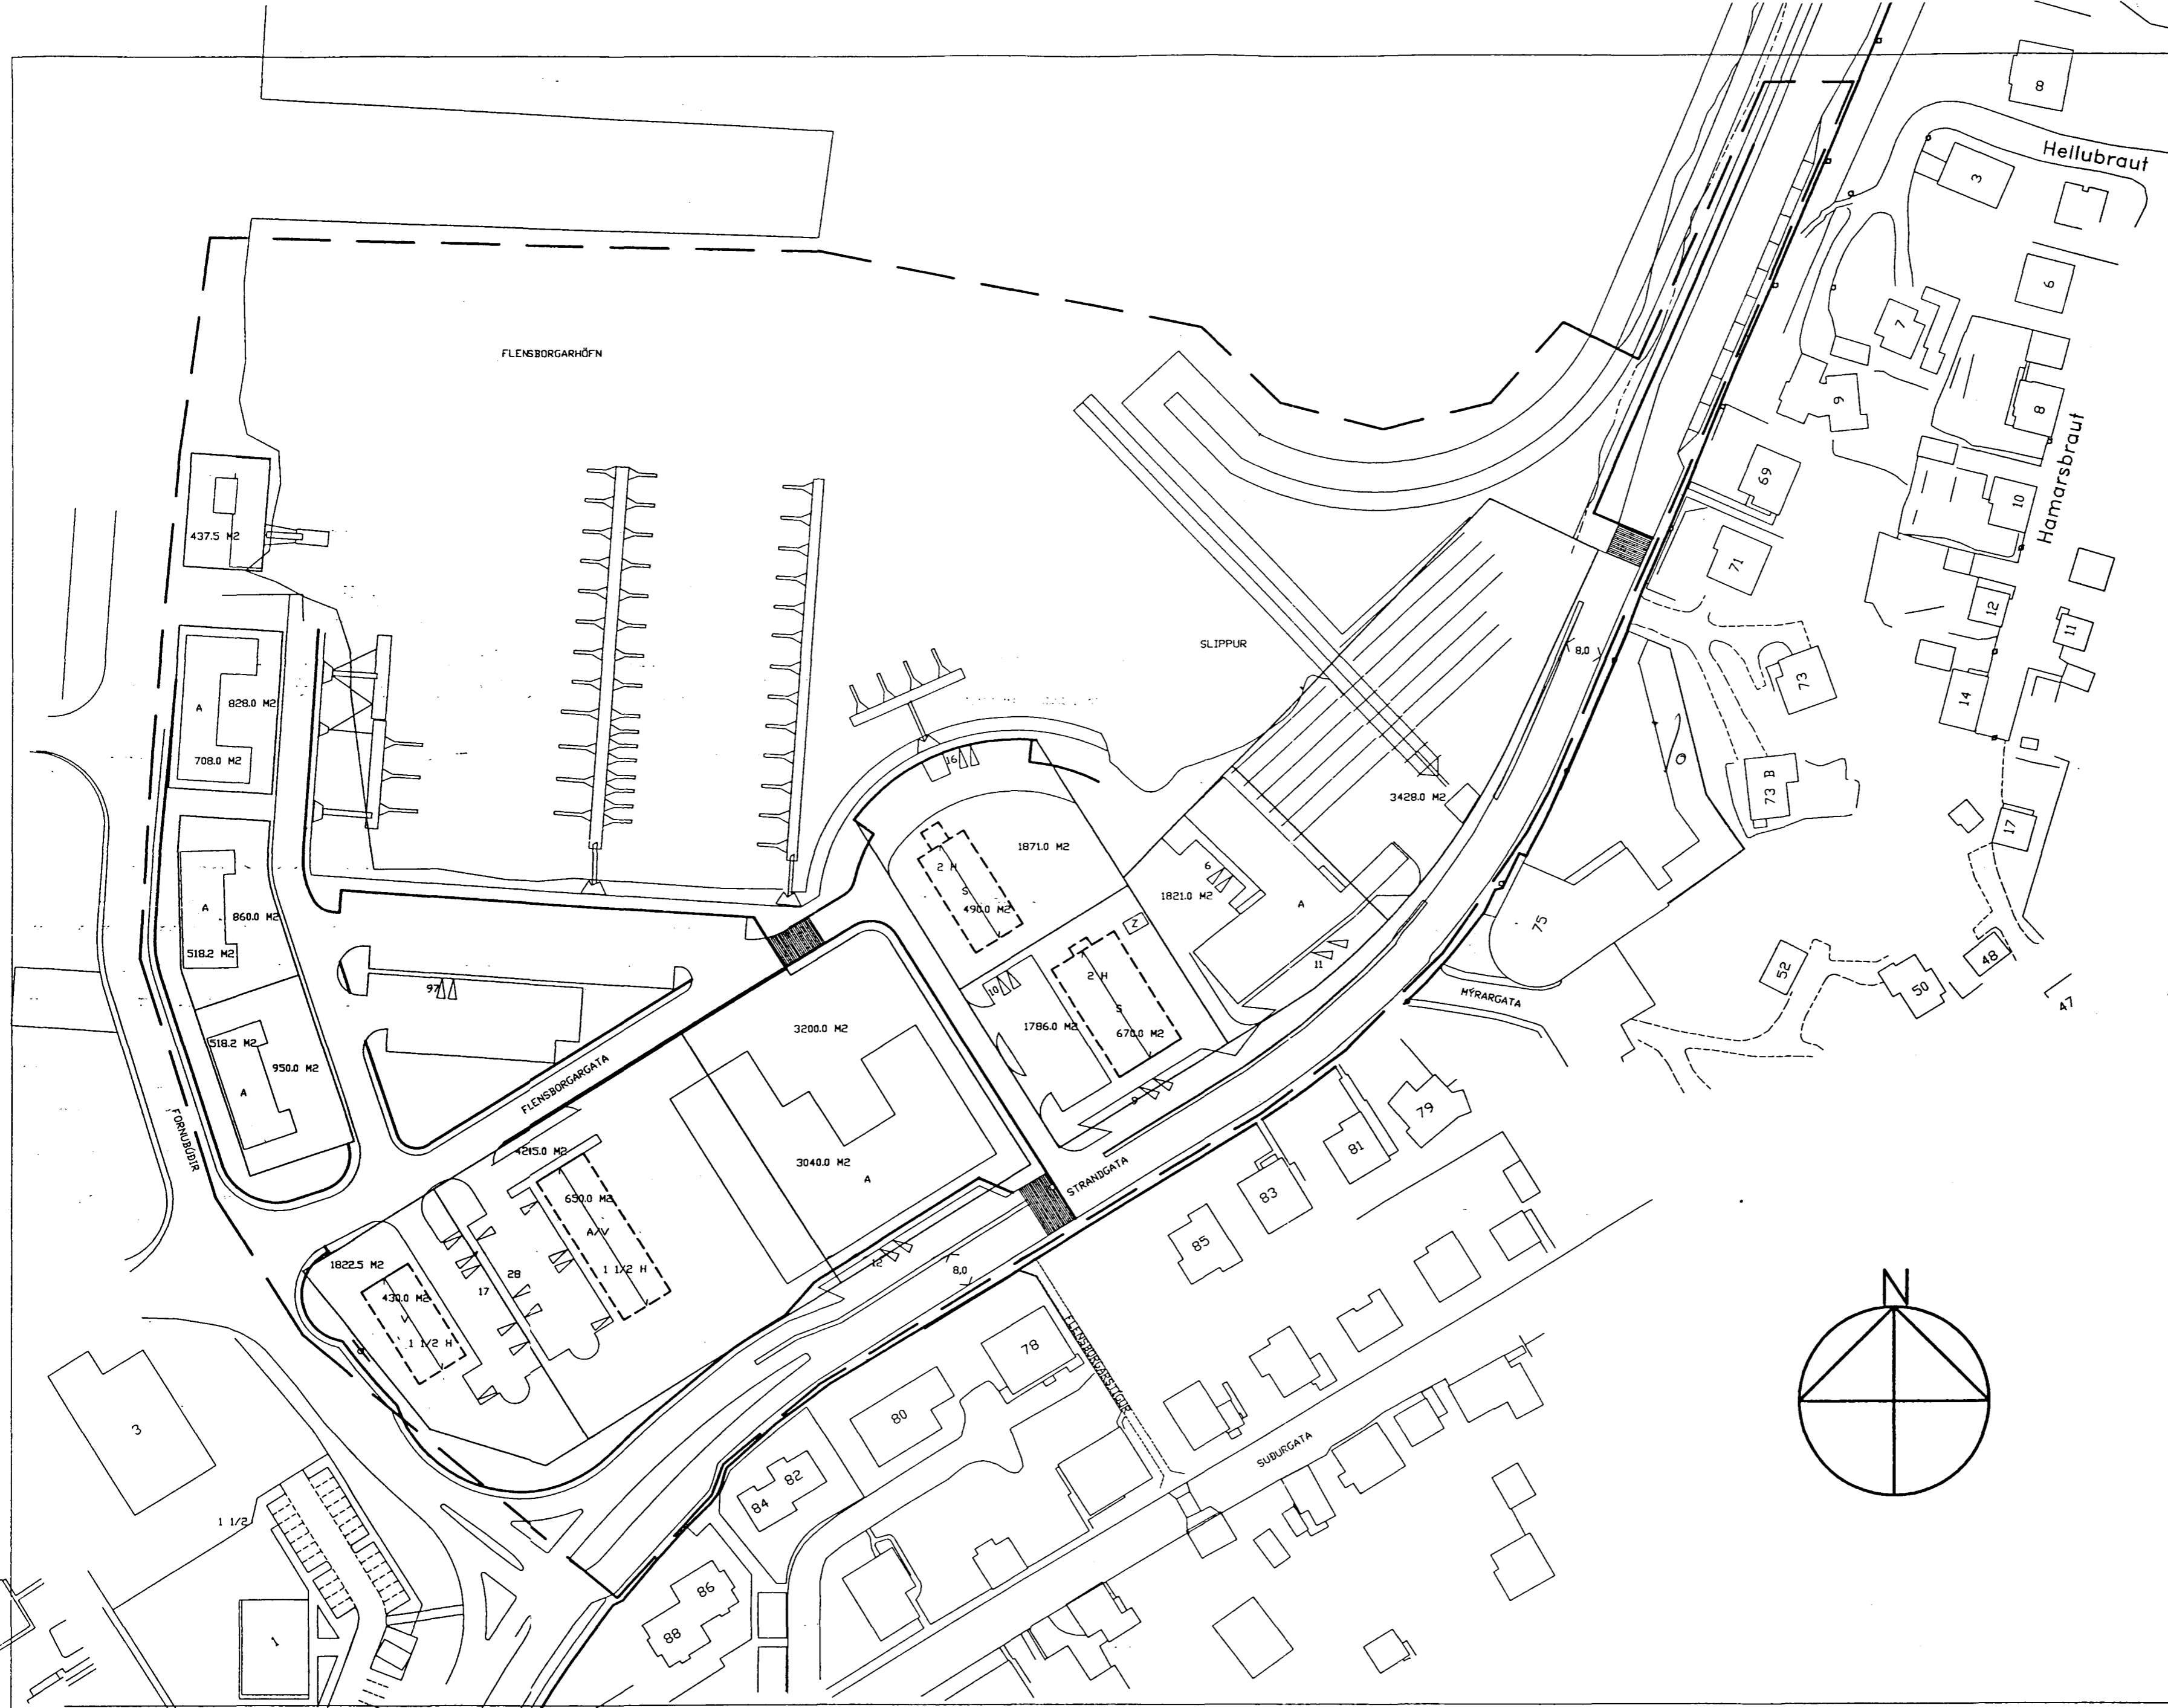 8
Hellubraut
3
6
7
FLENSBORGARHÖFN
9
8
Hamarsbraut
69
10
437.5 M2
71
12
11
SLIPPUR
8,0
73
14
A
828.0 M2
708.0 M2
16
73 B
3428.0 M2
17
1871.0 M2
2 H
S
490.0 M2
6
1821.0 M2
A
A
860.0 M2
518.2 M2
Z
75
48
52
50
47
11
2 H
S
670.0 M2
10
1786.0 M2
97
MÝRARGATA
3200.0 M2
518.2 M2
A
950.0 M2
FLENSBORGARGATA
9
79
81
FORNUBÚÐIR
4215.0 M2
3040.0 M2
A
STRANDGATA
83
650.0 M2
A/V
1 1/2 H
85
12
8,0
1822.5 M2
28
17
430.0 M2
V
1 1/2 H
N
78
FLENSBORGARSTÍGUR
80
3
SUÐURGATA
82
84
1 1/2
86
88
1